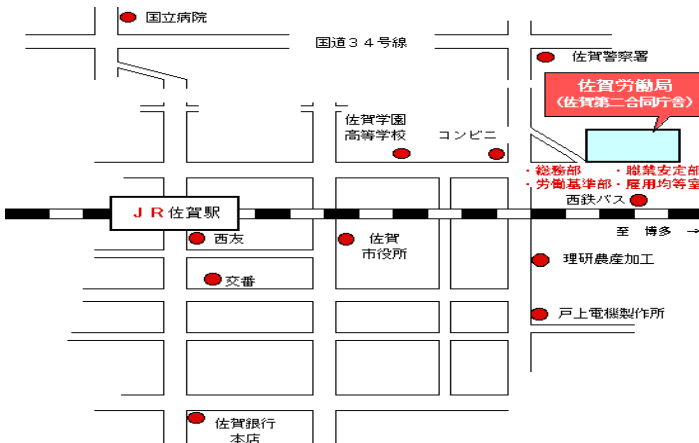 国立病院
国道３４号線
佐賀警察署
佐賀労働局
（佐賀第二合同庁舎）
佐賀学園
高等学校
コンビニ
・総務部 ・職業安定部
・労働基準部・雇用均等室
西鉄バス
ＪＲ佐賀駅
至 博多 →
西友
佐賀
市役所
理研農産加工
交番
戸上電機製作所
佐賀銀行
本店